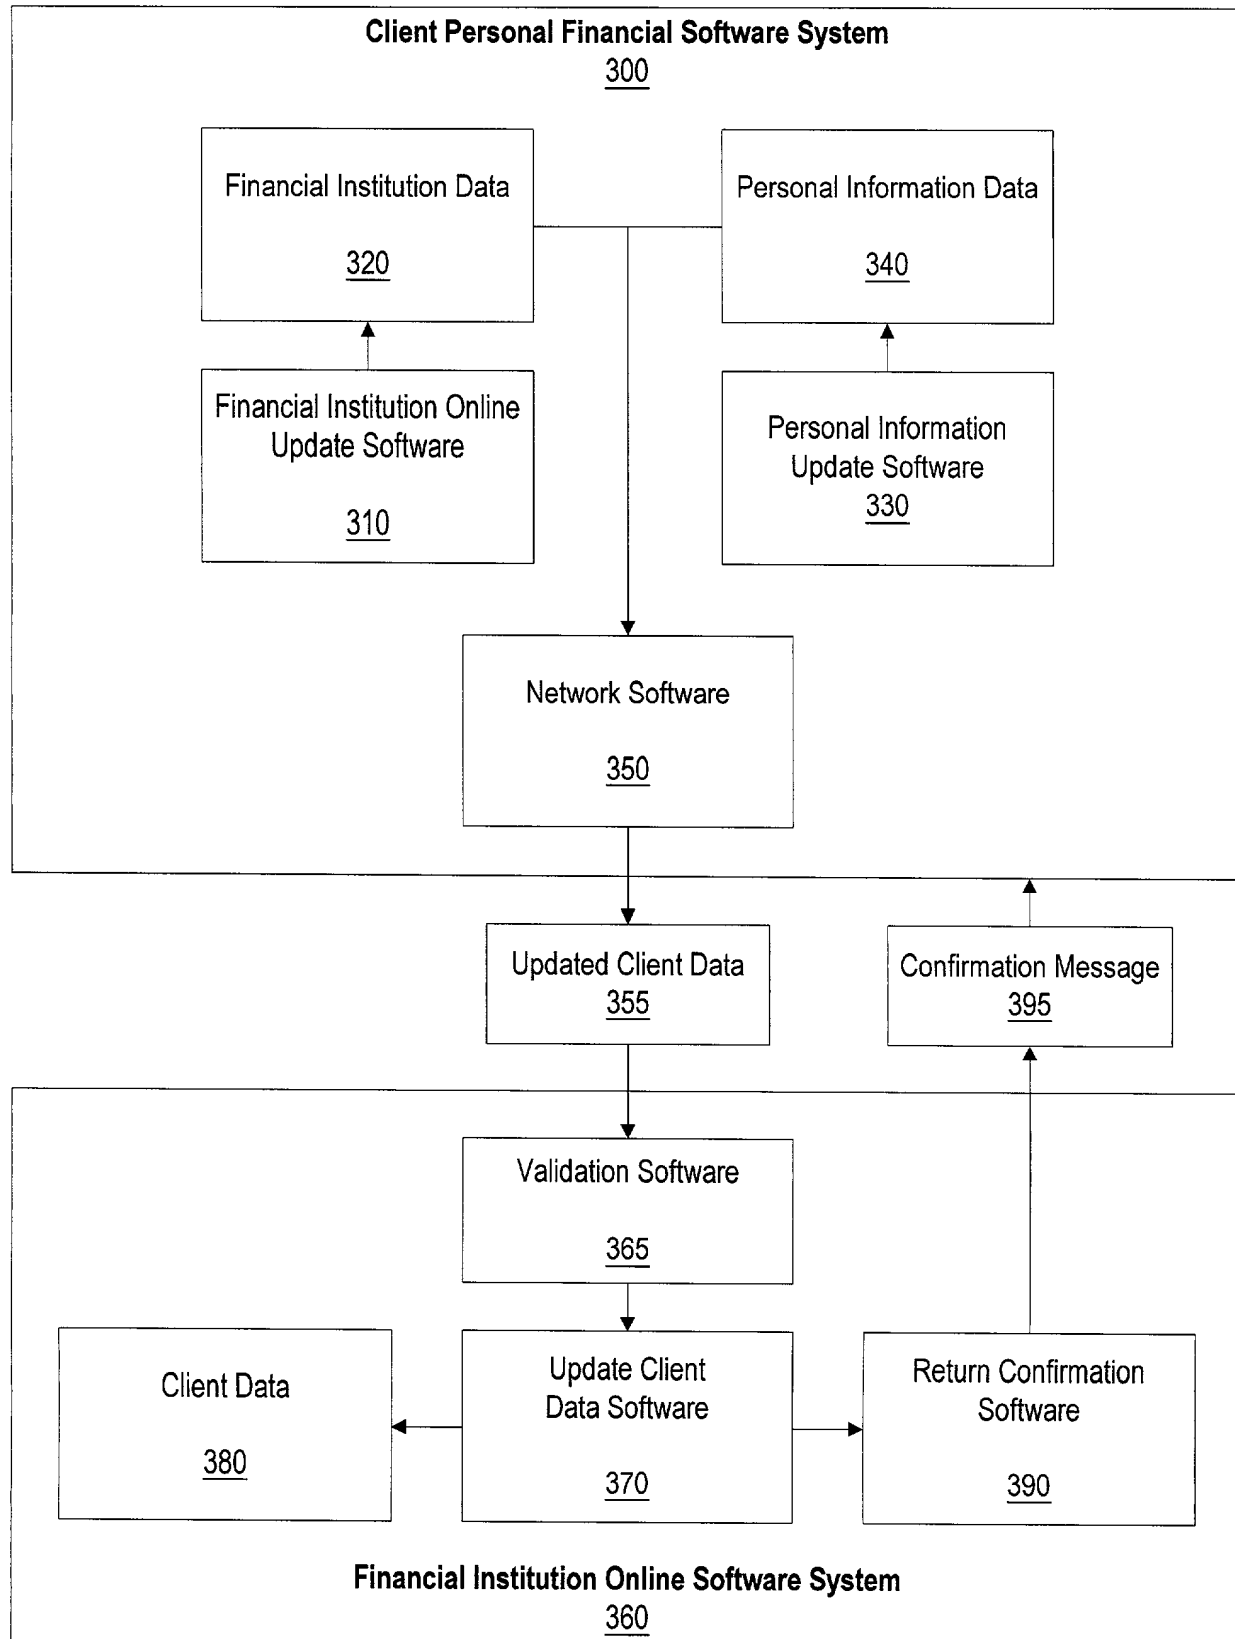 Client Personal Financial Software System
300
Financial Institution Data
320
Personal Information Data
340
Financial Institution Online
Update Software
310
Personal Information
Update Software
330
Network Software
350
Updated Client Data
355
Confirmation Message
395
Validation Software
365
Client Data
380
Update Client
Data Software
370
Return Confirmation
Software
390
Financial Institution Online Software System
360